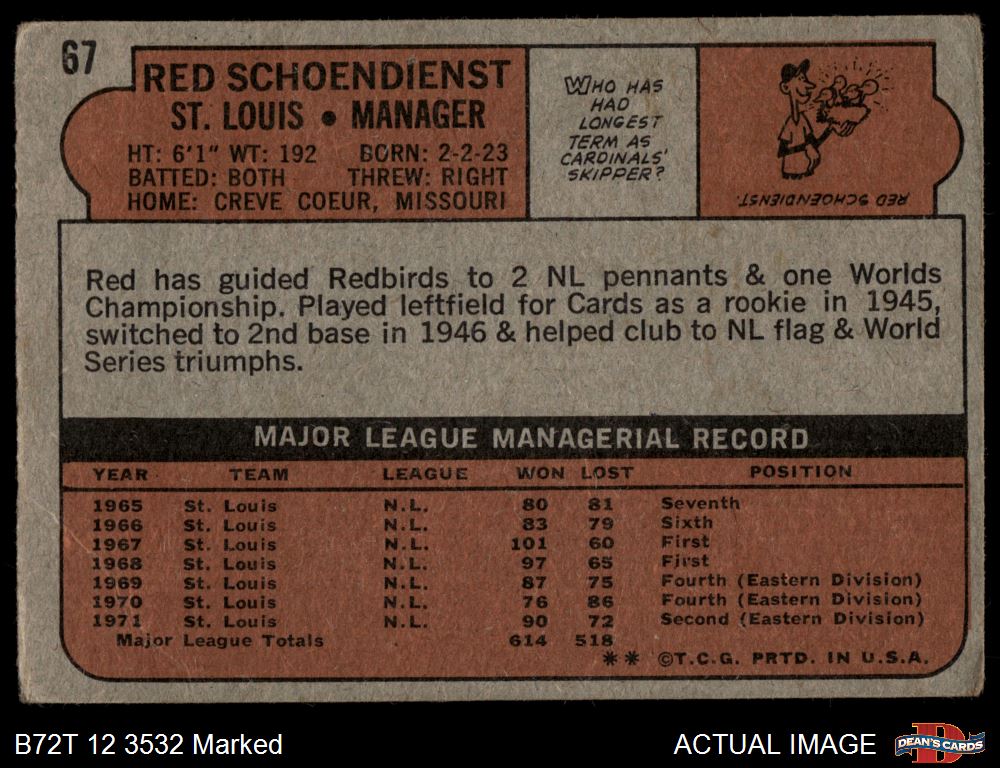 67
RED SCHOENDIENST
ST. LOUIS • MANAGER
HT: 6'1" WT: 192 BORN: 2-2-23
BATTED: BOTH THREW: RIGHT
HOME: CREVE COEUR, MISSOURI
WHO HAS
HAD
LONGEST
TERM AS
CARDINALS'
SKIPPER?
RED SCHOENDIENST.
Red has guided Redbirds to 2 NL pennants & one Worlds
Championship. Played leftfield for Cards as a rookie in 1945,
switched to 2nd base in 1946 & helped club to NL flag & World
Series triumphs.
MAJOR LEAGUE MANAGERIAL RECORD
YEAR TEAM LEAGUE WON LOST POSITION
1965 St. Louis N.L. 80 81 Seventh
1966 St. Louis N.L. 83 79 Sixth
1967 St. Louis N.L. 101 60 First
1968 St. Louis N.L. 97 65 First
1969 St. Louis N.L. 87 75 Fourth (Eastern Division)
1970 St. Louis N.L. 76 86 Fourth (Eastern Division)
1971 St. Louis N.L. 90 72 Second (Eastern Division)
Major League Totals 614 518
** ©T.C.G. PRTD. IN U.S.A.
B72T 12 3532 Marked
ACTUAL IMAGE
D
DEAN'S CARDS